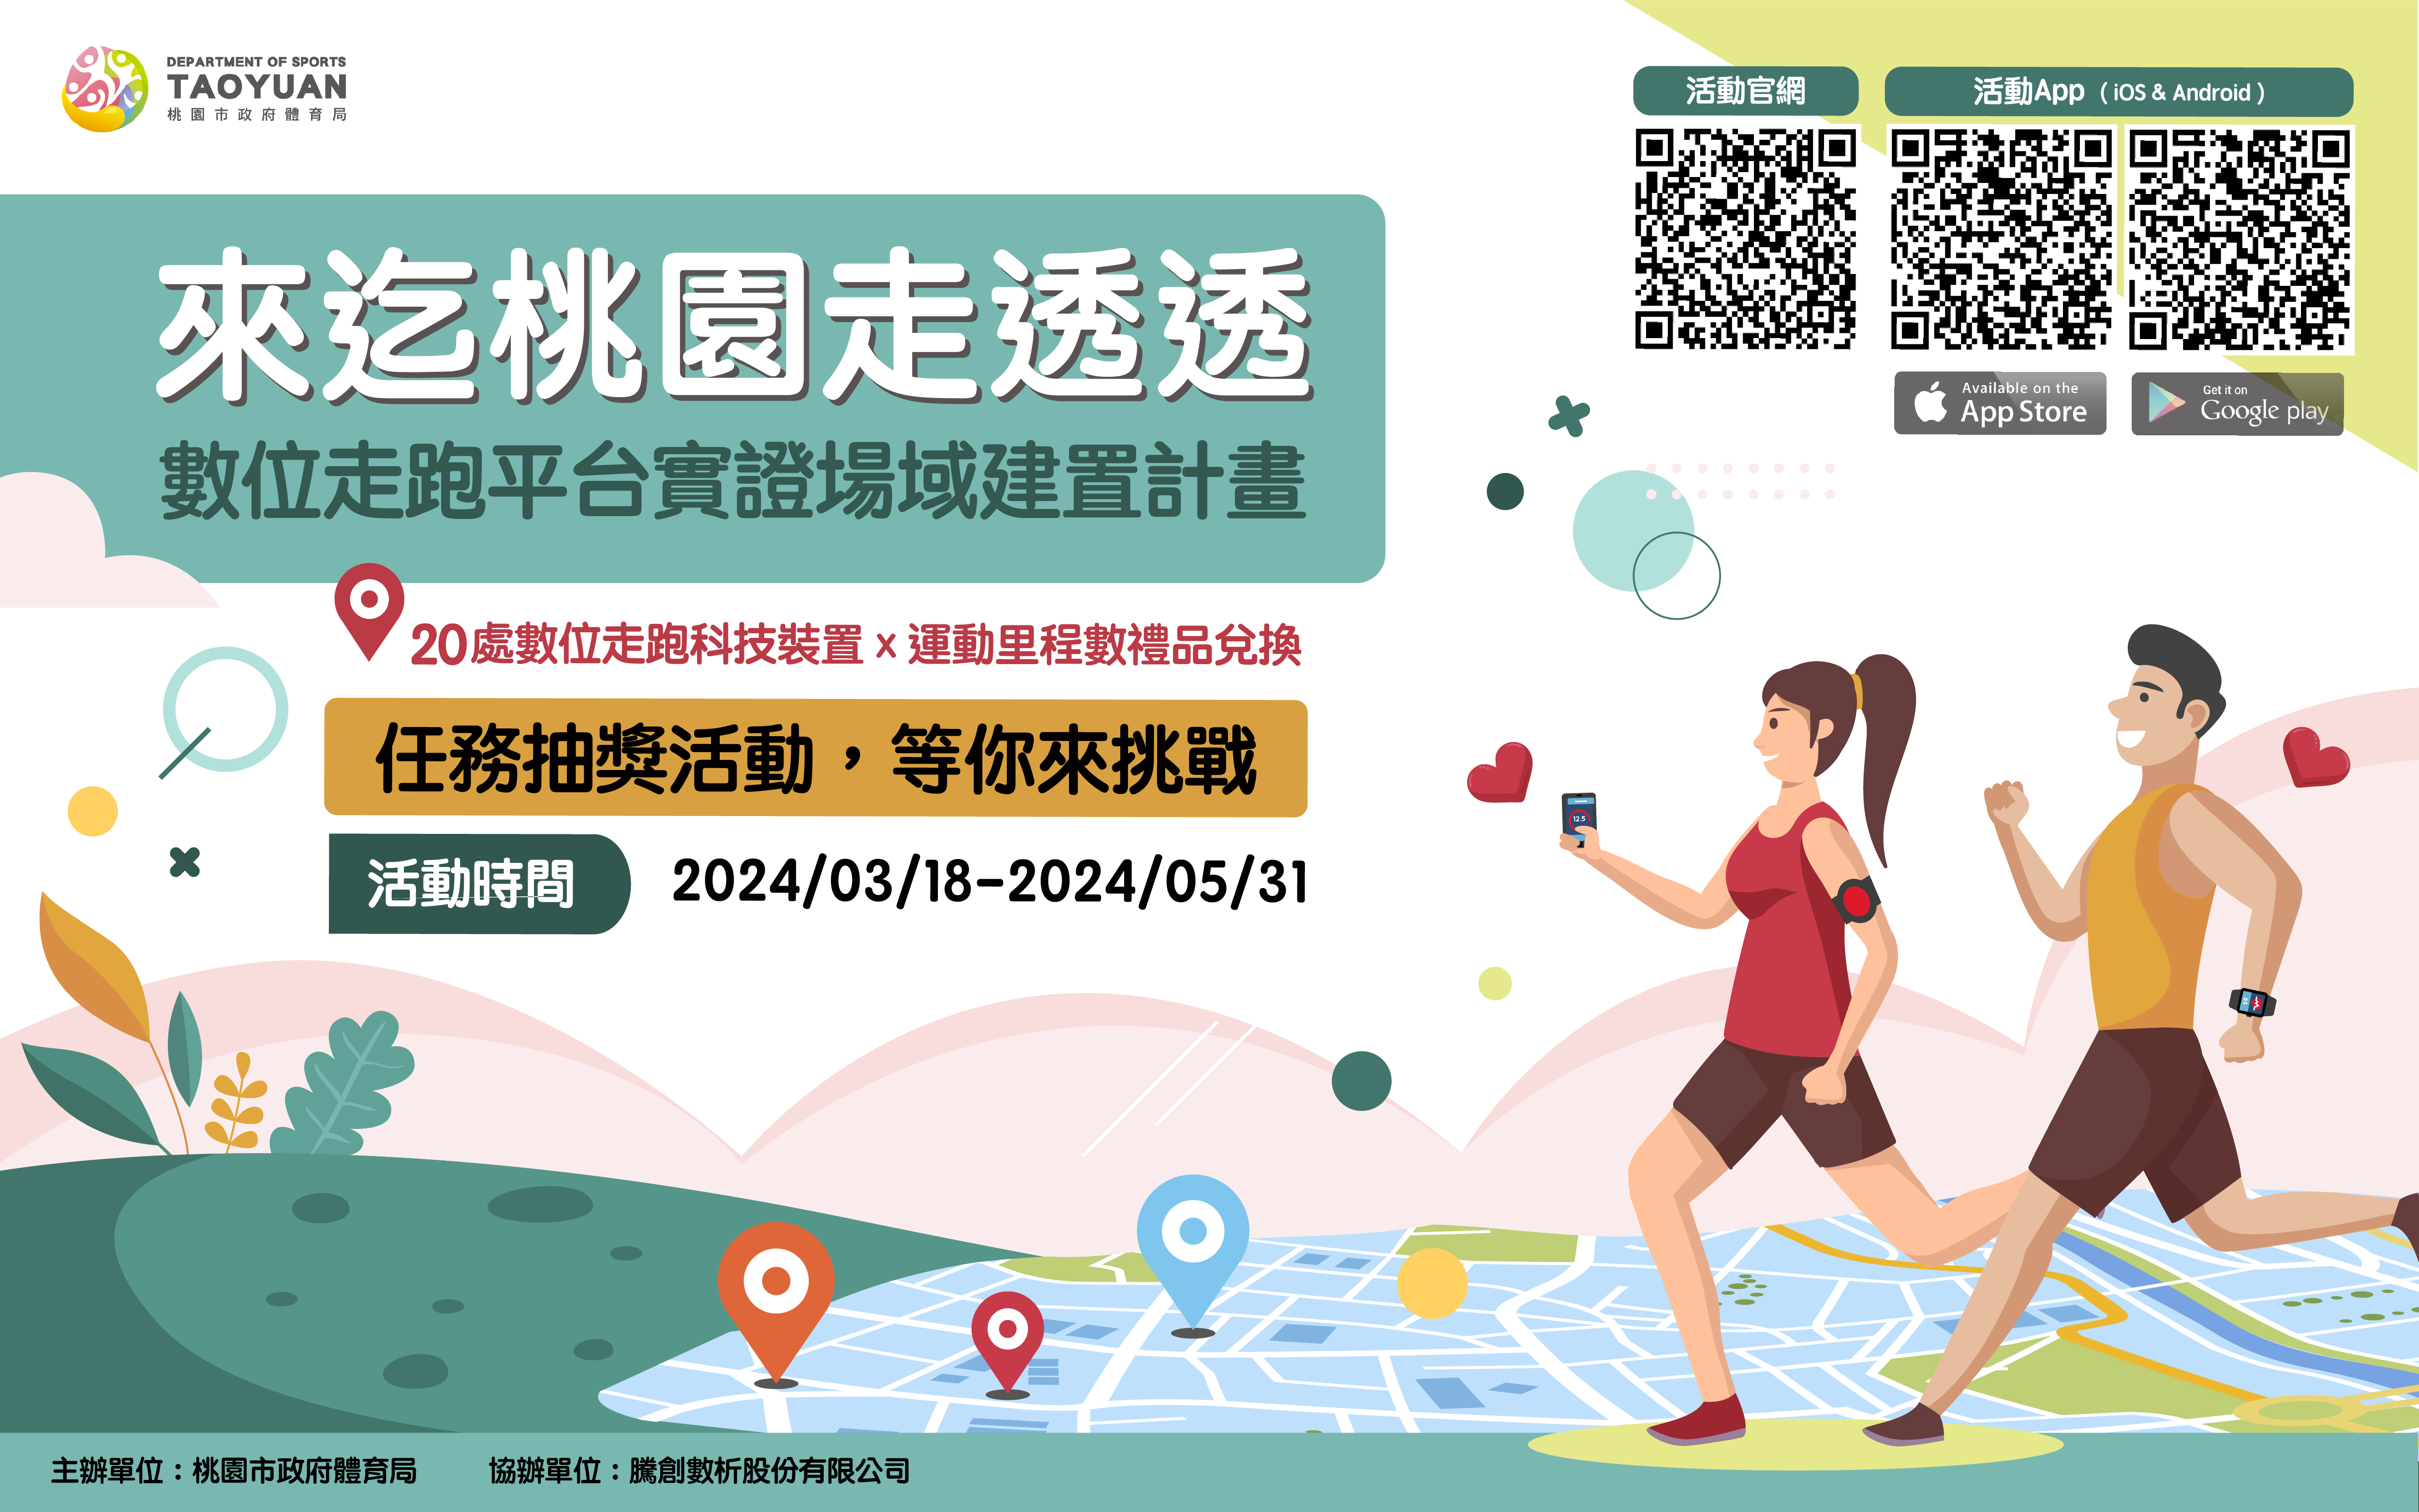 DEPARTMENT OF SPORTS
TAOYUAN
桃園市政府體育局
活動官網
活動App（iOS & Android）
Available on the
App Store
Get it on
Google play
來迄桃園走透透
數位走跑平台實證場域建置計畫
20處數位走跑科技裝置 x 運動里程數禮品兌換
任務抽獎活動，等你來挑戰
活動時間
2024/03/18-2024/05/31
12.5
主辦單位：桃園市政府體育局
協辦單位：騰創數析股份有限公司